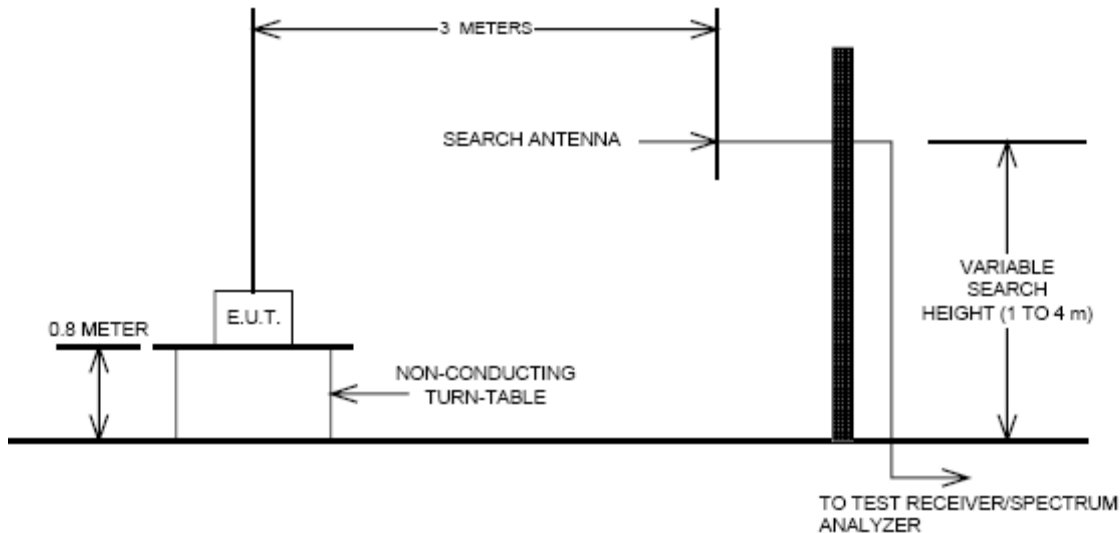 3 METERS
SEARCH ANTENNA
VARIABLE
SEARCH
HEIGHT (1 TO 4 m)
E.U.T.
0.8 METER
NON-CONDUCTING
TURN-TABLE
TO TEST RECEIVER/SPECTRUM
ANALYZER